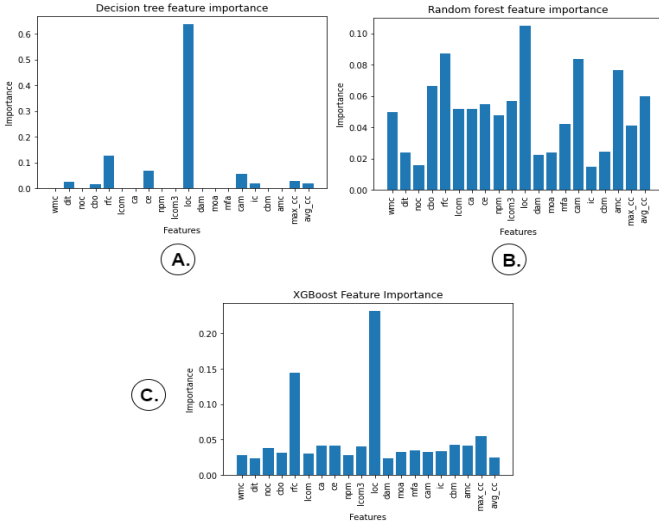 Decision tree feature importance
Importance
0.6
0.5
0.4
0.3
0.2
0.1
0.0
wmc
dit
noc
cbo
rfc
lcom
ca
ce
npm
lcom3
loc
dam
moa
mfa
cam
ic
cbm
amc
max_cc
avg_cc
Features
A.
Random forest feature importance
Importance
0.10
0.08
0.06
0.04
0.02
0.00
wmc
dit
noc
cbo
rfc
lcom
ca
ce
npm
lcom3
loc
dam
moa
mfa
cam
ic
cbm
amc
max_cc
avg_cc
Features
B.
XGBoost Feature Importance
Importance
0.20
0.15
0.10
0.05
0.00
wmc
dit
noc
cbo
rfc
lcom
ca
ce
npm
lcom3
loc
dam
moa
mfa
cam
ic
cbm
amc
max_cc
avg_cc
Features
C.